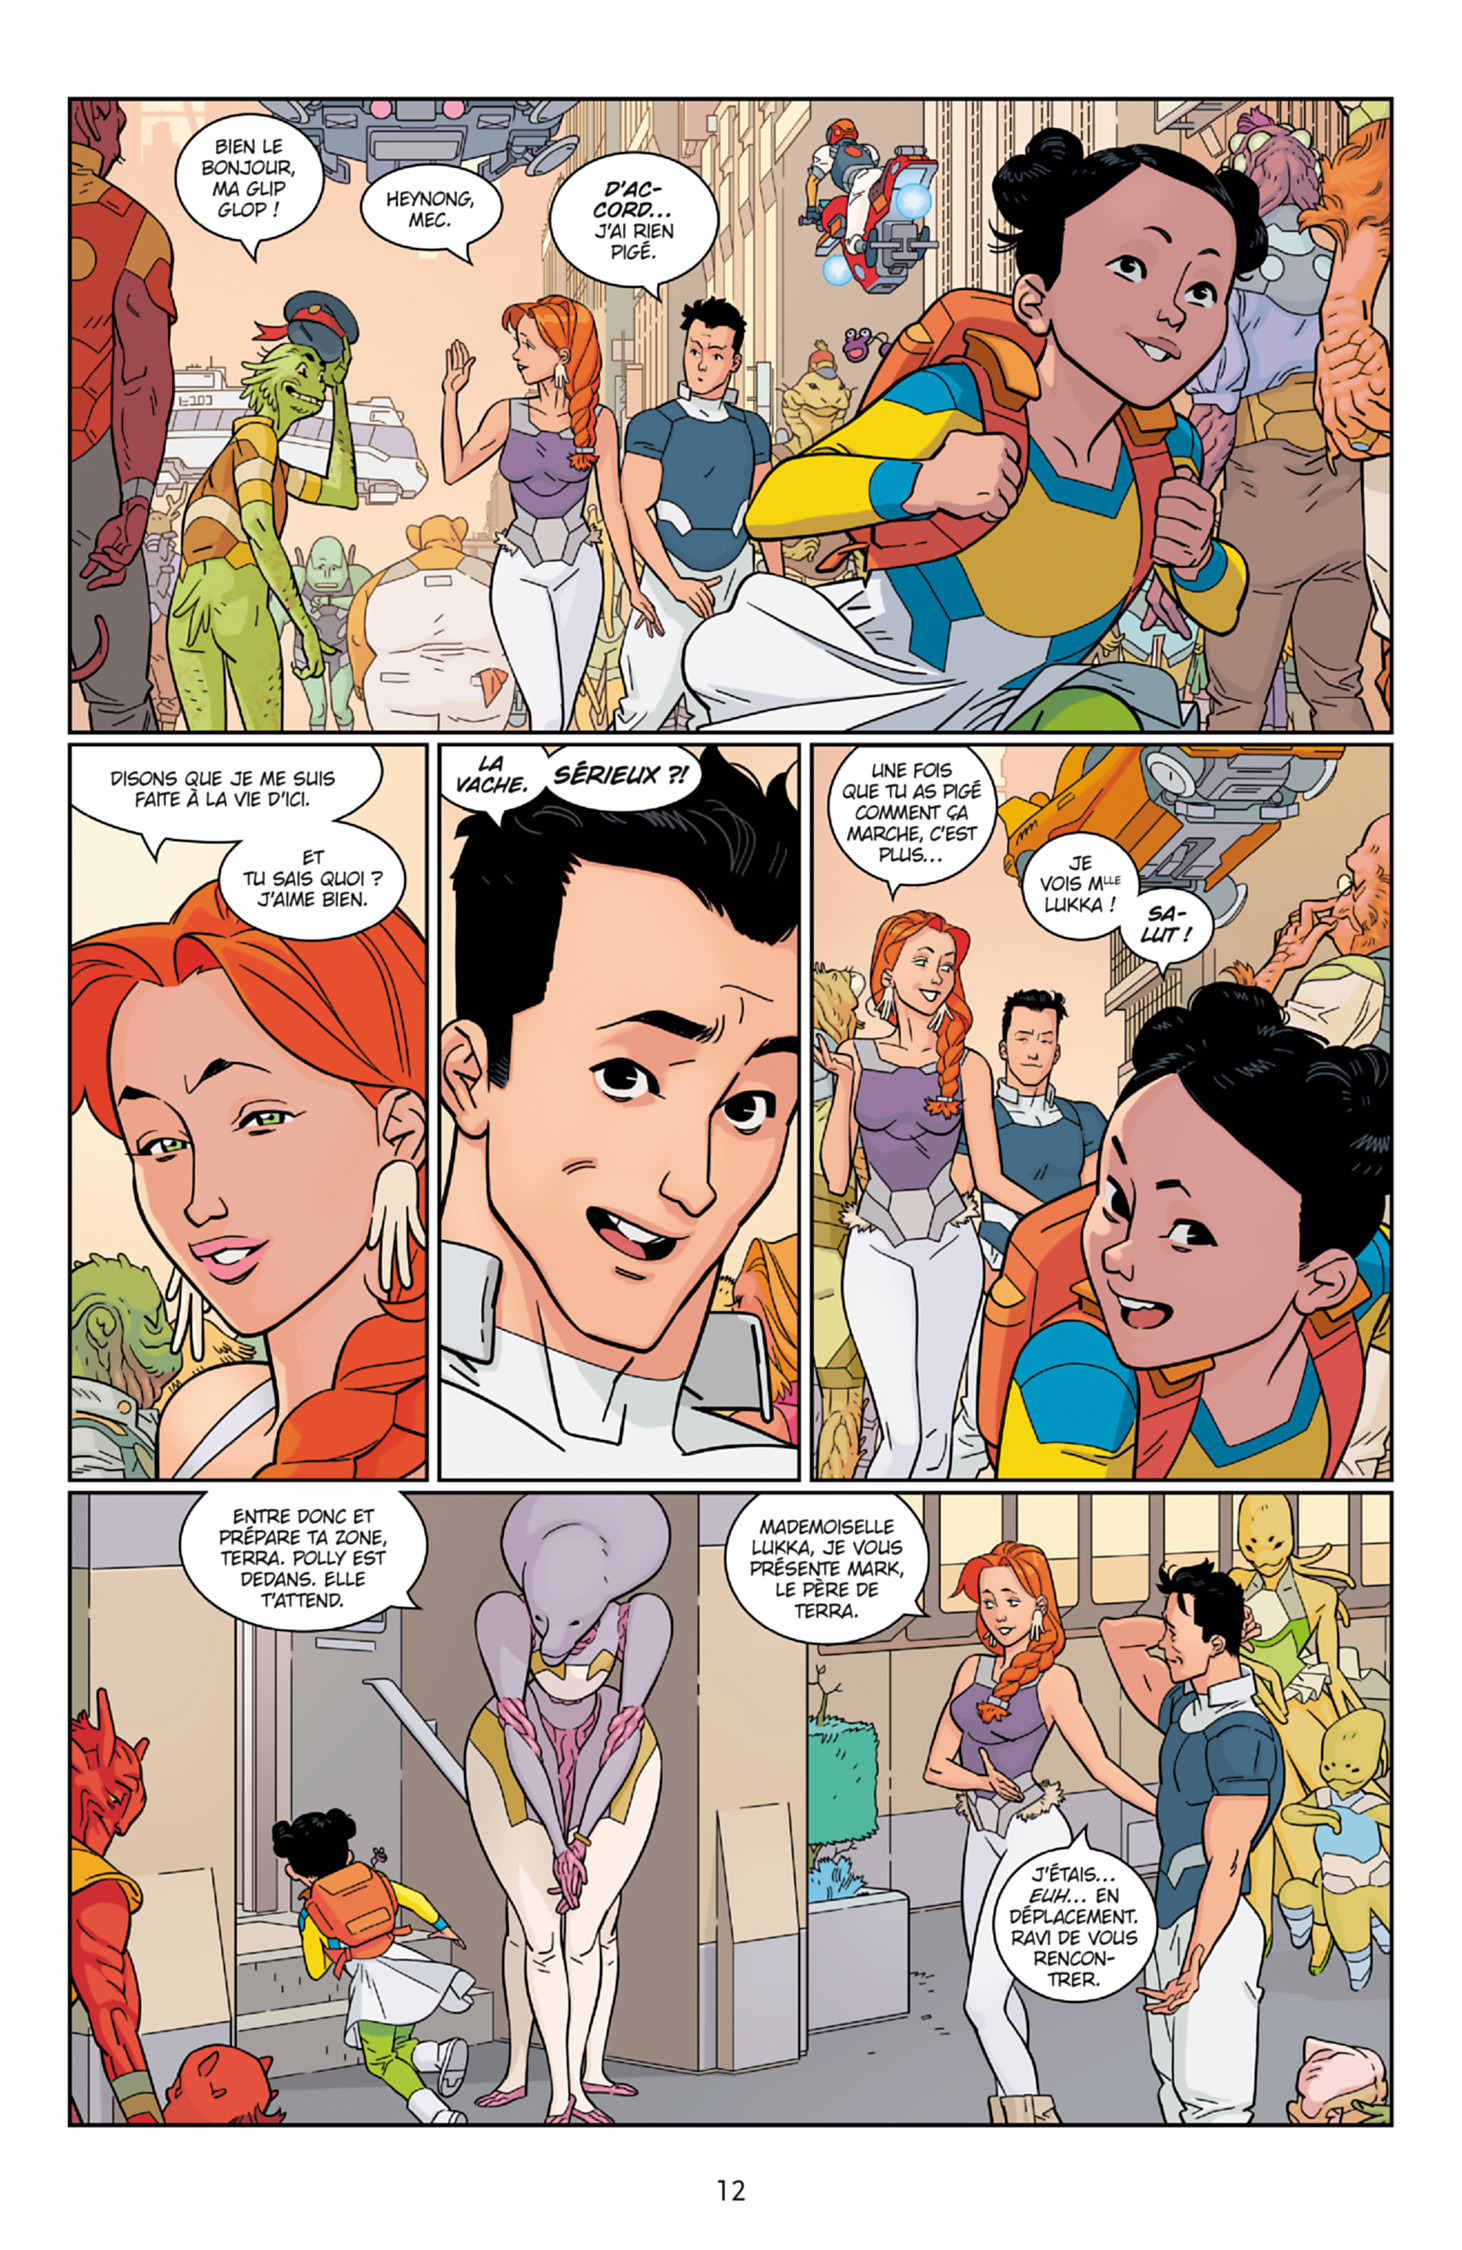 BIEN LE
BONJOUR,
MA GLIP
GLOP !
HEYNONG,
MEC.
D'AC-
CORD...
J'AI RIEN
PIGÉ.
DISONS QUE JE ME SUIS
FAITE À LA VIE D'ICI.
ET
TU SAIS QUOI ?
J'AIME BIEN.
LA
VACHE.
SÉRIEUX ?!
UNE FOIS
QUE TU AS PIGÉ
COMMENT ÇA
MARCHE, C'EST
PLUS...
JE
VOIS MLLE
LUKKA !
SA-
LUT !
ENTRE DONC ET
PRÉPARE TA ZONE,
TERRA. POLLY EST
DEDANS. ELLE
T'ATTEND.
MADEMOISELLE
LUKKA, JE VOUS
PRÉSENTE MARK,
LE PÈRE DE
TERRA.
J'ÉTAIS...
EUH... EN
DÉPLACEMENT.
RAVI DE VOUS
RENCON-
TRER.
12